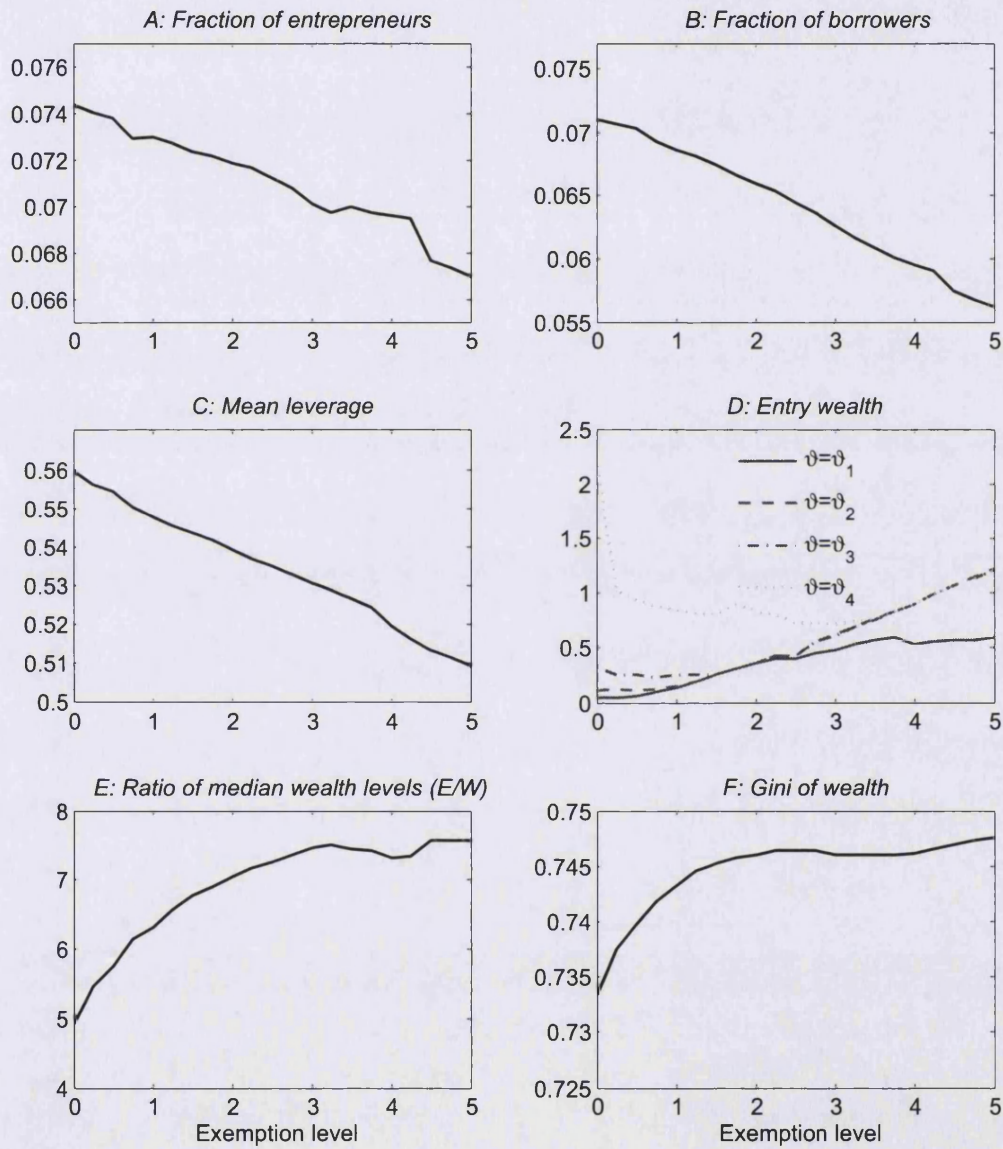 A: Fraction of entrepreneurs
0.076
0.074
0.072
0.07
0.068
0.066
0 1 2 3 4 5
B: Fraction of borrowers
0.075
0.07
0.065
0.06
0.055
0 1 2 3 4 5
C: Mean leverage
0.56
0.55
0.54
0.53
0.52
0.51
0.5
0 1 2 3 4 5
D: Entry wealth
2.5
2
1.5
1
0.5
0
ϑ=ϑ1
ϑ=ϑ2
ϑ=ϑ3
ϑ=ϑ4
0 1 2 3 4 5
E: Ratio of median wealth levels (E/W)
8
7
6
5
4
0 1 2 3 4 5
Exemption level
F: Gini of wealth
0.75
0.745
0.74
0.735
0.73
0.725
0 1 2 3 4 5
Exemption level